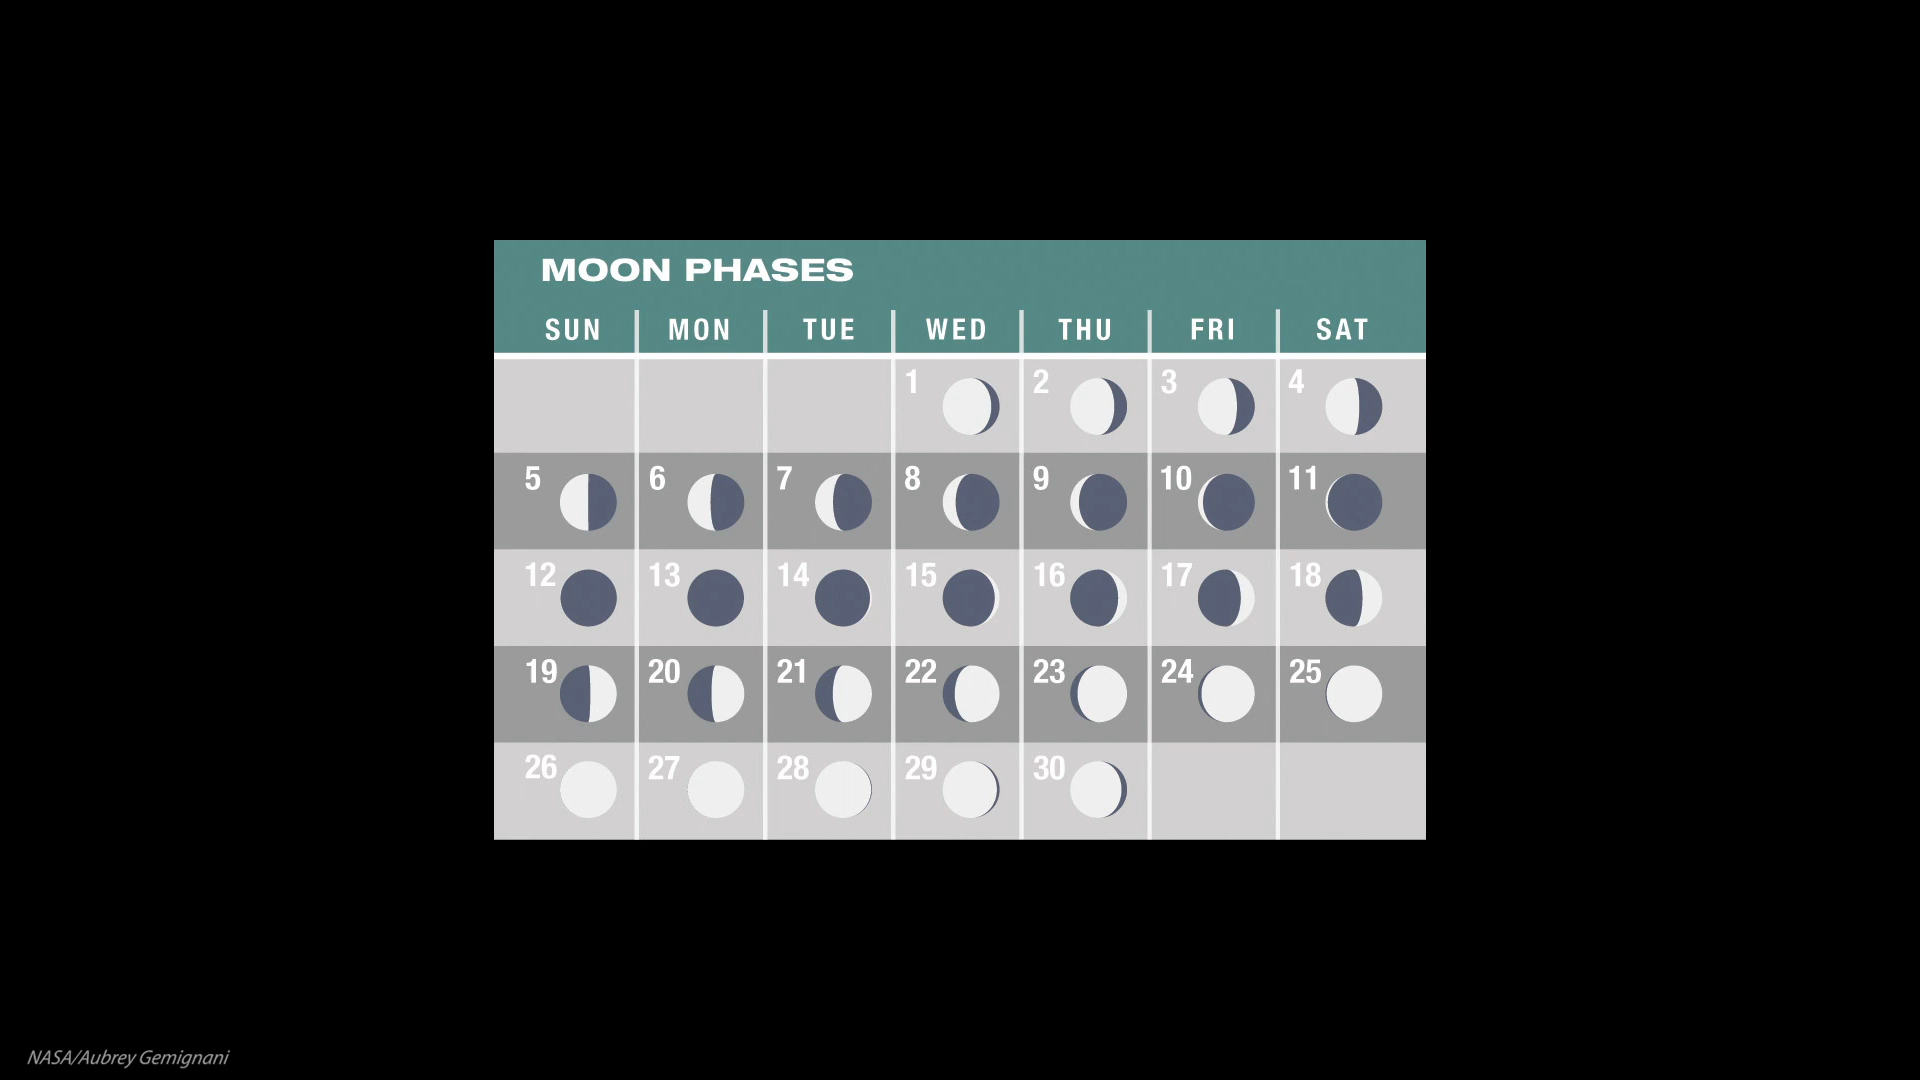 MOON PHASES
SUN MON TUE WED THU FRI SAT
1 2 3 4
5 6 7 8 9 10 11
12 13 14 15 16 17 18
19 20 21 22 23 24 25
26 27 28 29 30
NASA/Aubrey Gemignani